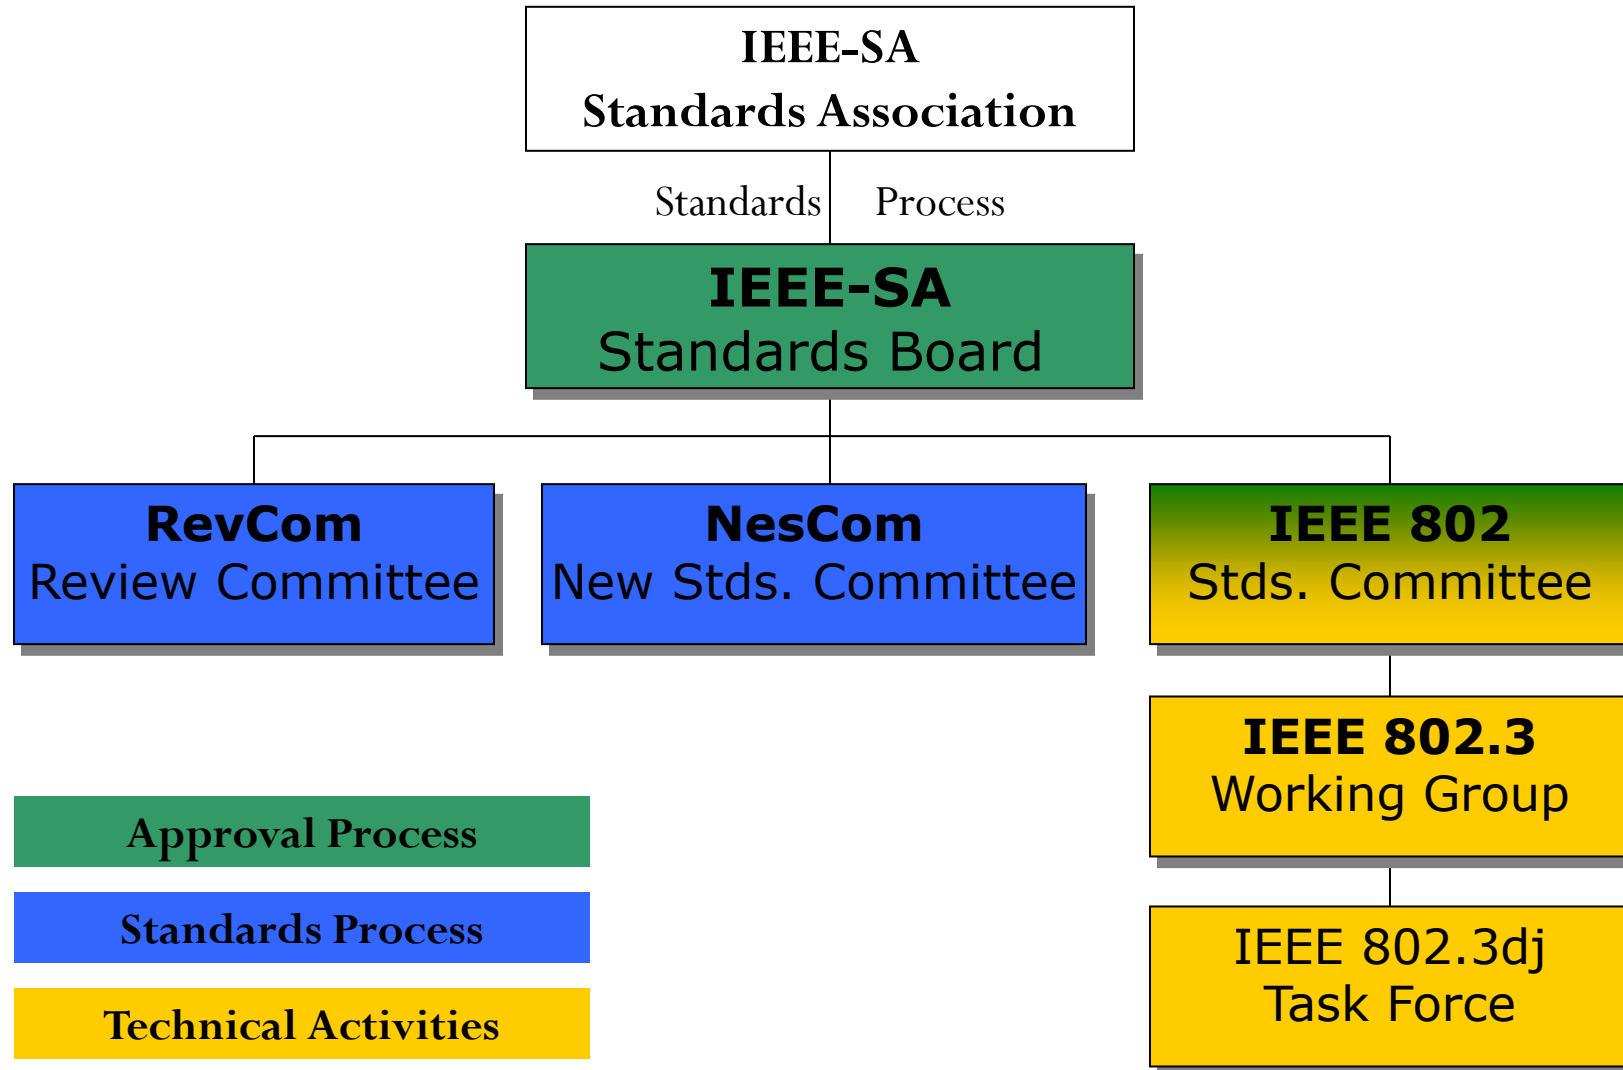 IEEE-SA
Standards Association
Standards Process
IEEE-SA
Standards Board
RevCom
Review Committee
NesCom
New Stds. Committee
IEEE 802
Stds. Committee
IEEE 802.3
Working Group
IEEE 802.3dj
Task Force
Approval Process
Standards Process
Technical Activities